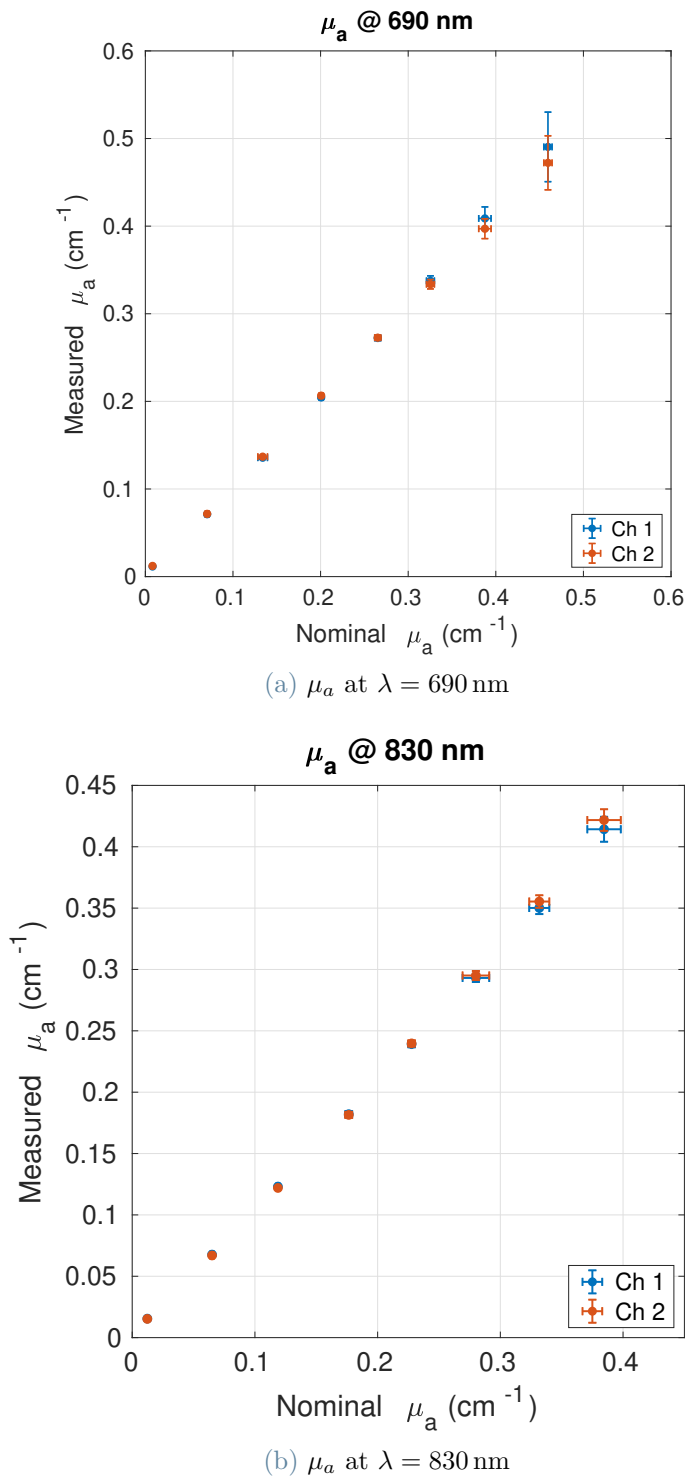 μa @ 690 nm
0.6
0.5
0.4
0.3
0.2
0.1
0
Measured μa (cm-1)
Ch 1
Ch 2
0 0.1 0.2 0.3 0.4 0.5 0.6
Nominal μa (cm-1)
(a) μa at λ = 690 nm
μa @ 830 nm
0.45
0.4
0.35
0.3
0.25
0.2
0.15
0.1
0.05
0
Measured μa (cm-1)
Ch 1
Ch 2
0 0.1 0.2 0.3 0.4
Nominal μa (cm-1)
(b) μa at λ = 830 nm